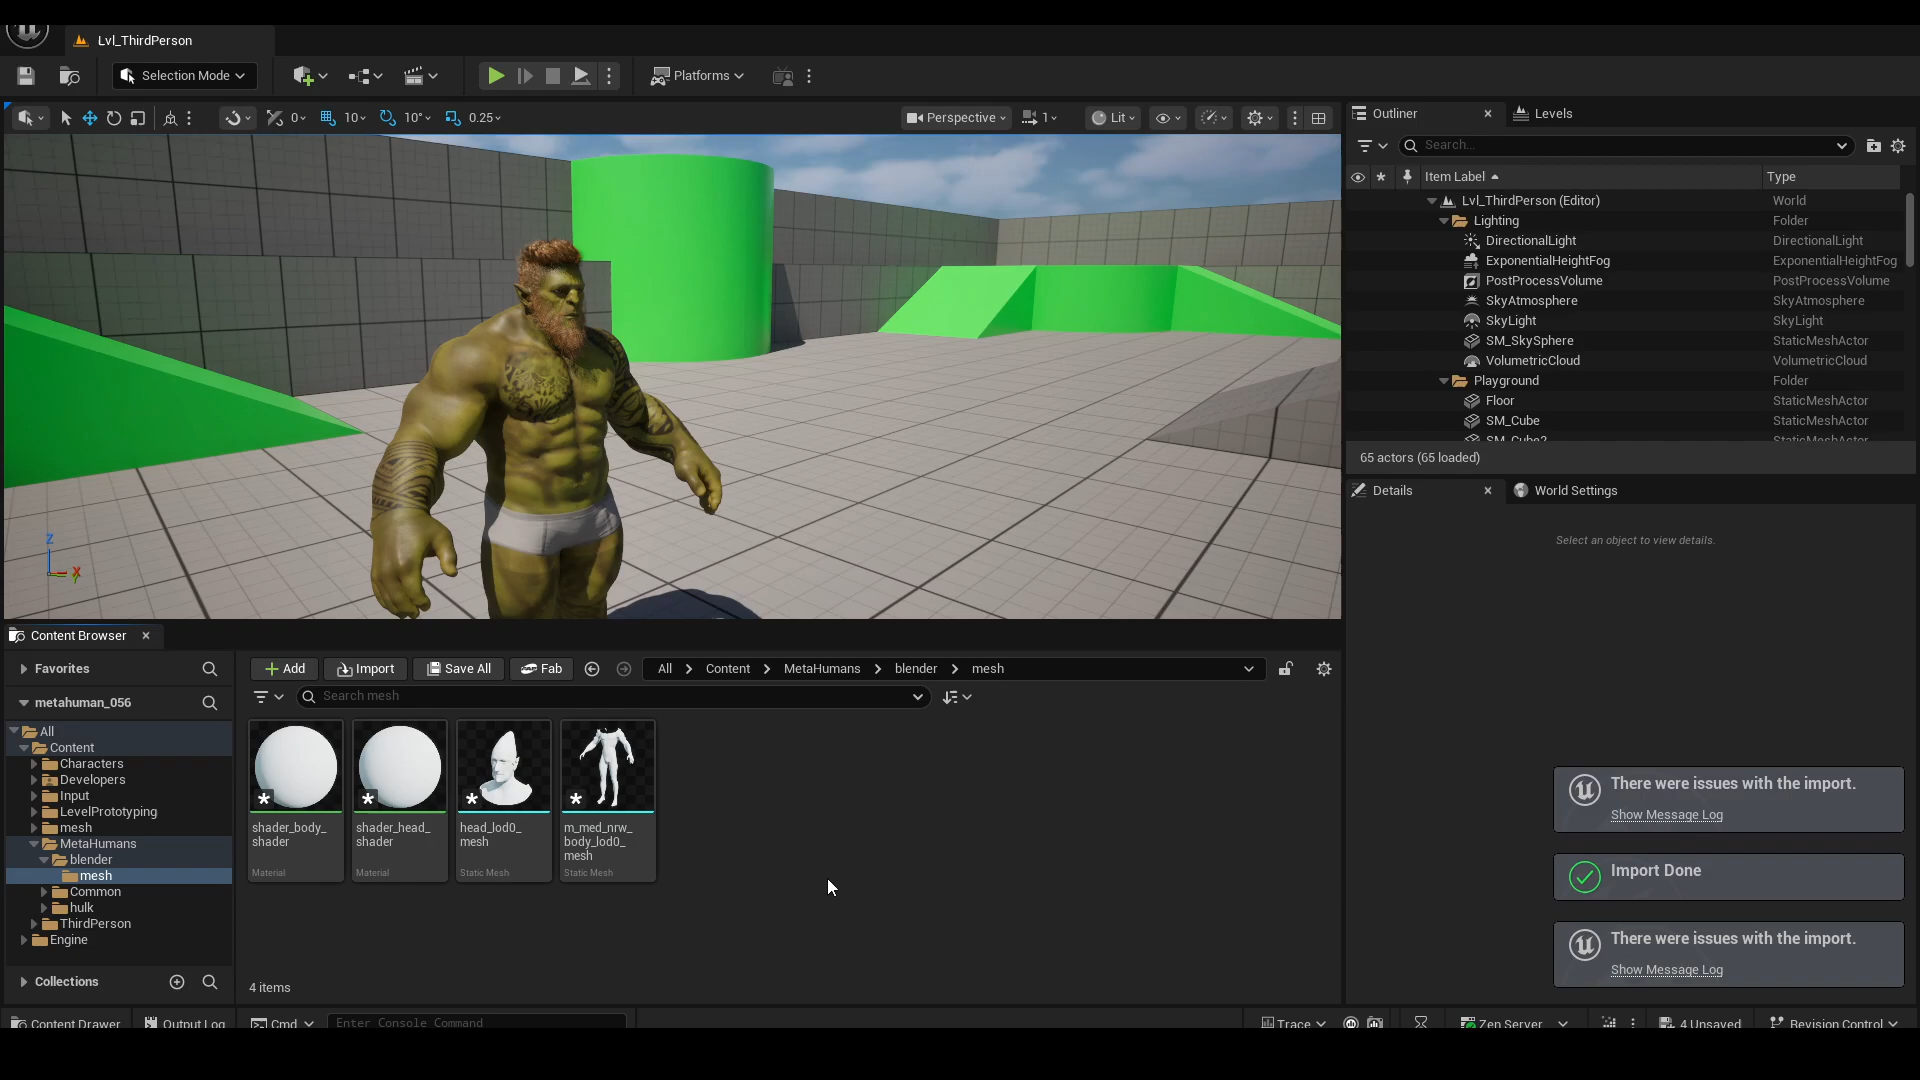 Lvl_ThirdPerson
Selection Mode
Platforms
0
10
10°
0.25
Perspective
1
Lit
Z
X
Outliner
Levels
Search...
Item Label
Type
Lvl_ThirdPerson (Editor)
World
Lighting
Folder
DirectionalLight
DirectionalLight
ExponentialHeightFog
ExponentialHeightFog
PostProcessVolume
PostProcessVolume
SkyAtmosphere
SkyAtmosphere
SkyLight
SkyLight
SM_SkySphere
StaticMeshActor
VolumetricCloud
VolumetricCloud
Playground
Folder
Floor
StaticMeshActor
SM_Cube
StaticMeshActor
SM_Cube2
StaticMeshActor
65 actors (65 loaded)
Details
World Settings
Select an object to view details.
Content Browser
Favorites
metahuman_056
All
Content
Characters
Developers
Input
LevelPrototyping
mesh
MetaHumans
blender
mesh
Common
hulk
ThirdPerson
Engine
Collections
Add
Import
Save All
Fab
All
Content
MetaHumans
blender
mesh
Search mesh
shader_body_
shader
Material
shader_head_
shader
Material
head_lod0_
mesh
Static Mesh
m_med_nrw_
body_lod0_
mesh
Static Mesh
4 items
There were issues with the import.
Show Message Log
Import Done
There were issues with the import.
Show Message Log
Content Drawer
Output Log
Cmd
Enter Console Command
Trace
Zen Server
4 Unsaved
Revision Control